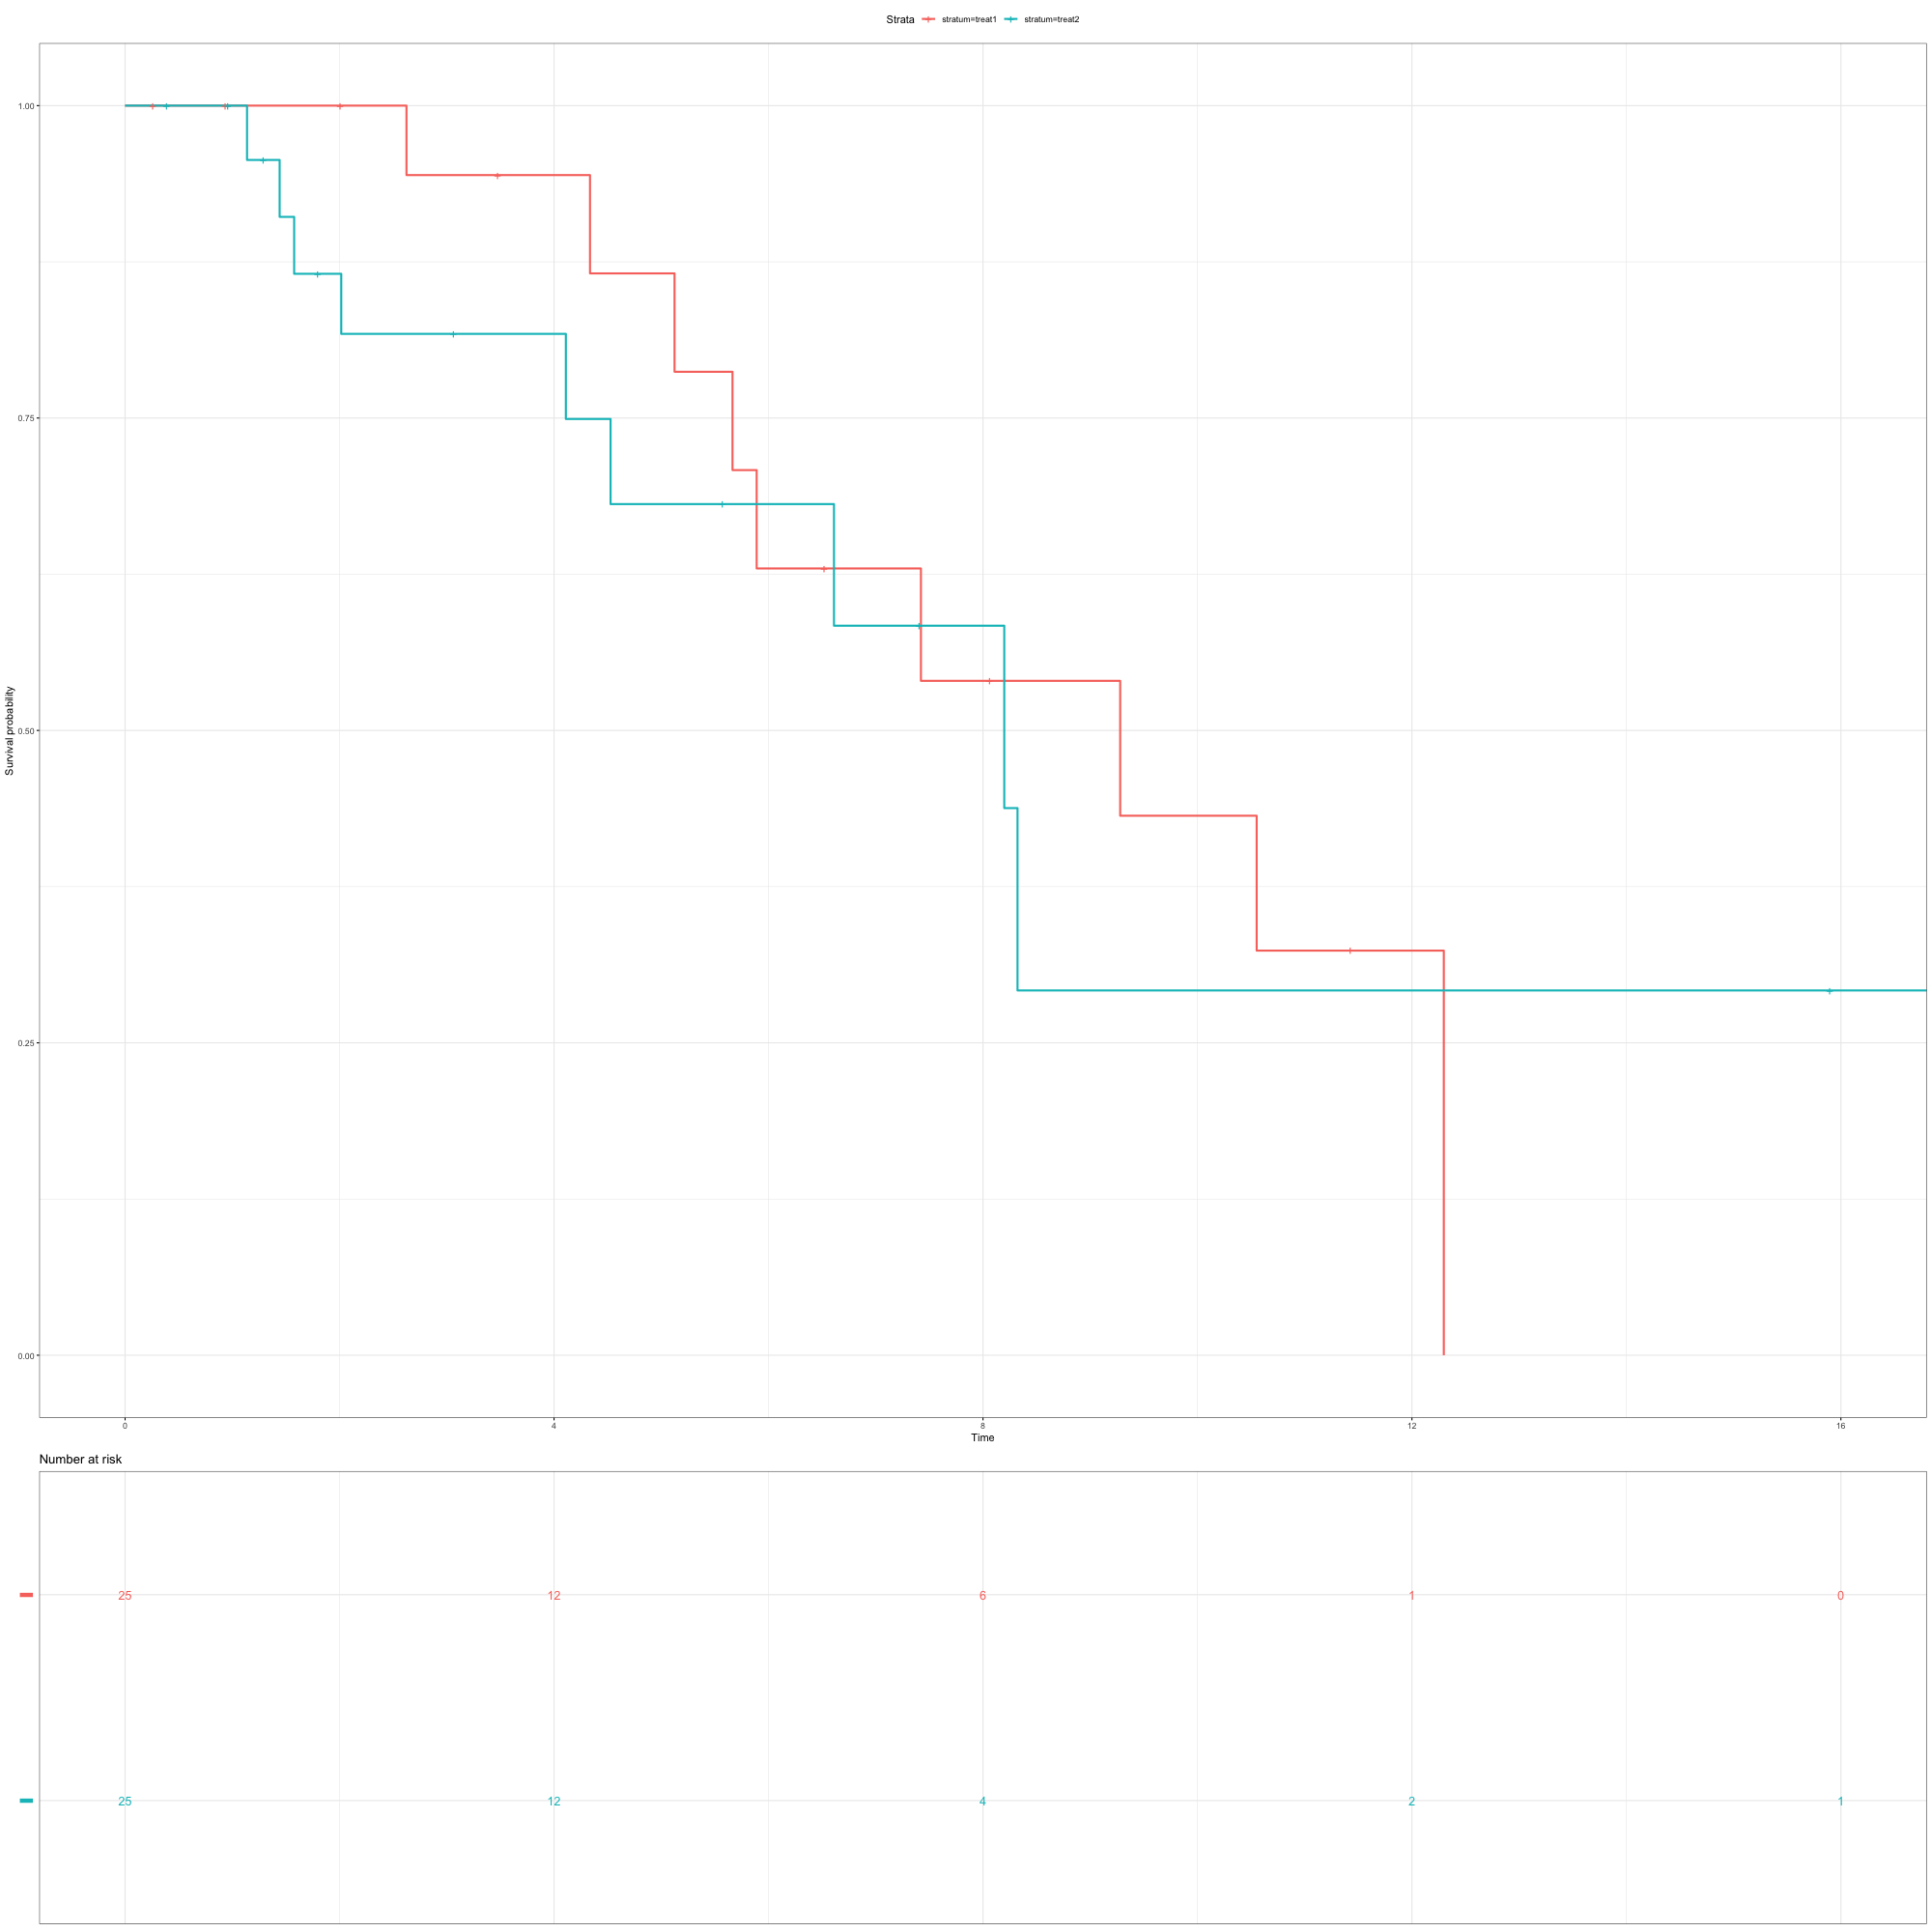 Strata stratum=treat1 stratum=treat2
1.00
0.75
0.50
0.25
0.00
Survival probability
0 4 8 12 16
Time
Number at risk
25 12 6 1 0
25 12 4 2 1